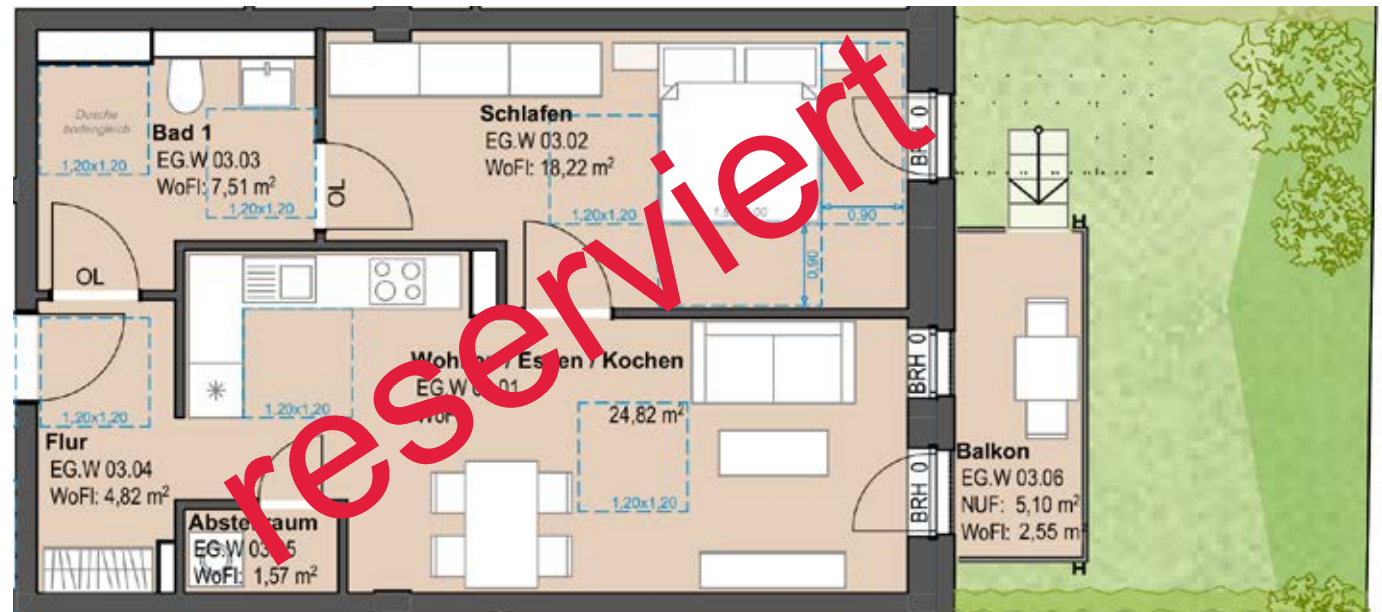 Dusche
bodengleich
1,20x1,20
Bad 1
EG.W 03.03
WoFl: 7,51 m²
1,20x1,20
OL
OL
Schlafen
EG.W 03.02
WoFl: 18,22 m²
1,20x1,20
0,90
0,90
BRH 0
reserviert
1,20x1,20
Flur
EG.W 03.04
WoFl: 4,82 m²
1,20x1,20
/ Kochen
EG.W
24,82 m²
1,20x1,20
BRH 0
BRH 0
EG.W
WoFl: 1,57 m²
Balkon
EG.W 03.06
NUF: 5,10 m²
WoFl: 2,55 m²